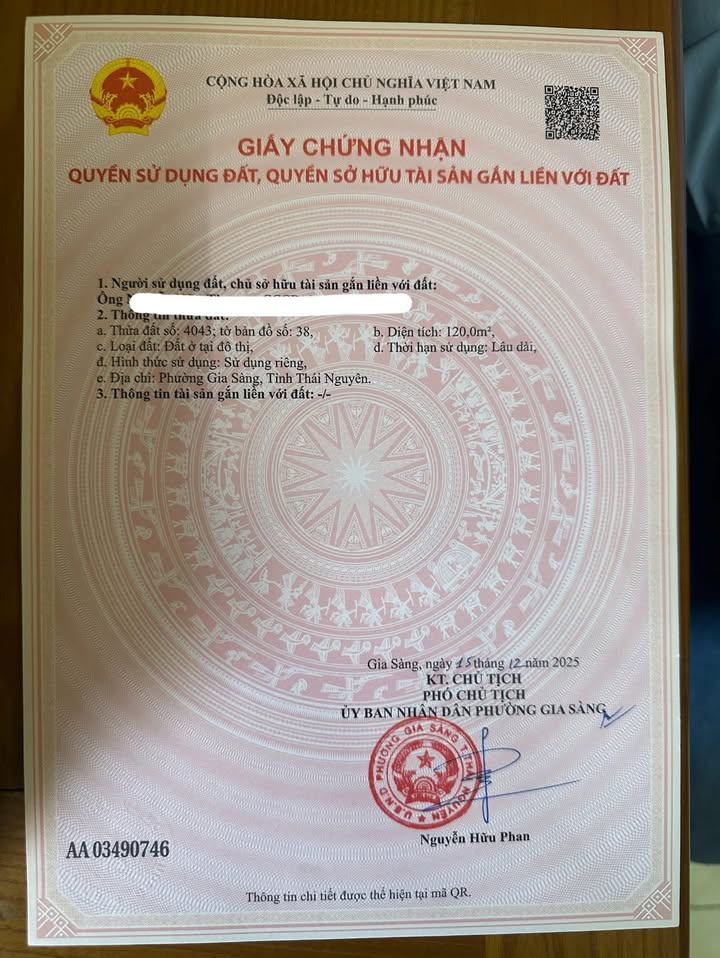 CỘNG HÒA XÃ HỘI CHỦ NGHĨA VIỆT NAM
Độc lập - Tự do - Hạnh phúc
GIẤY CHỨNG NHẬN
QUYỀN SỬ DỤNG ĐẤT, QUYỀN SỞ HỮU TÀI SẢN GẮN LIỀN VỚI ĐẤT
1. Người sử dụng đất, chủ sở hữu tài sản gắn liền với đất:
Ông
2. Thông tin thửa đất:
a. Thửa đất số: 4043; tờ bản đồ số: 38, b. Diện tích: 120,0m²,
c. Loại đất: Đất ở tại đô thị, d. Thời hạn sử dụng: Lâu dài,
đ. Hình thức sử dụng: Sử dụng riêng,
e. Địa chỉ: Phường Gia Sàng, Tỉnh Thái Nguyên.
3. Thông tin tài sản gắn liền với đất: -/-
Gia Sàng, ngày 15 tháng 12 năm 2025
KT. CHỦ TỊCH
PHÓ CHỦ TỊCH
ỦY BAN NHÂN DÂN PHƯỜNG GIA SÀNG
U.B.N.D PHƯỜNG GIA SÀNG T.THÁI NGUYÊN
Nguyễn Hữu Phan
AA 03490746
Thông tin chi tiết được thể hiện tại mã QR.